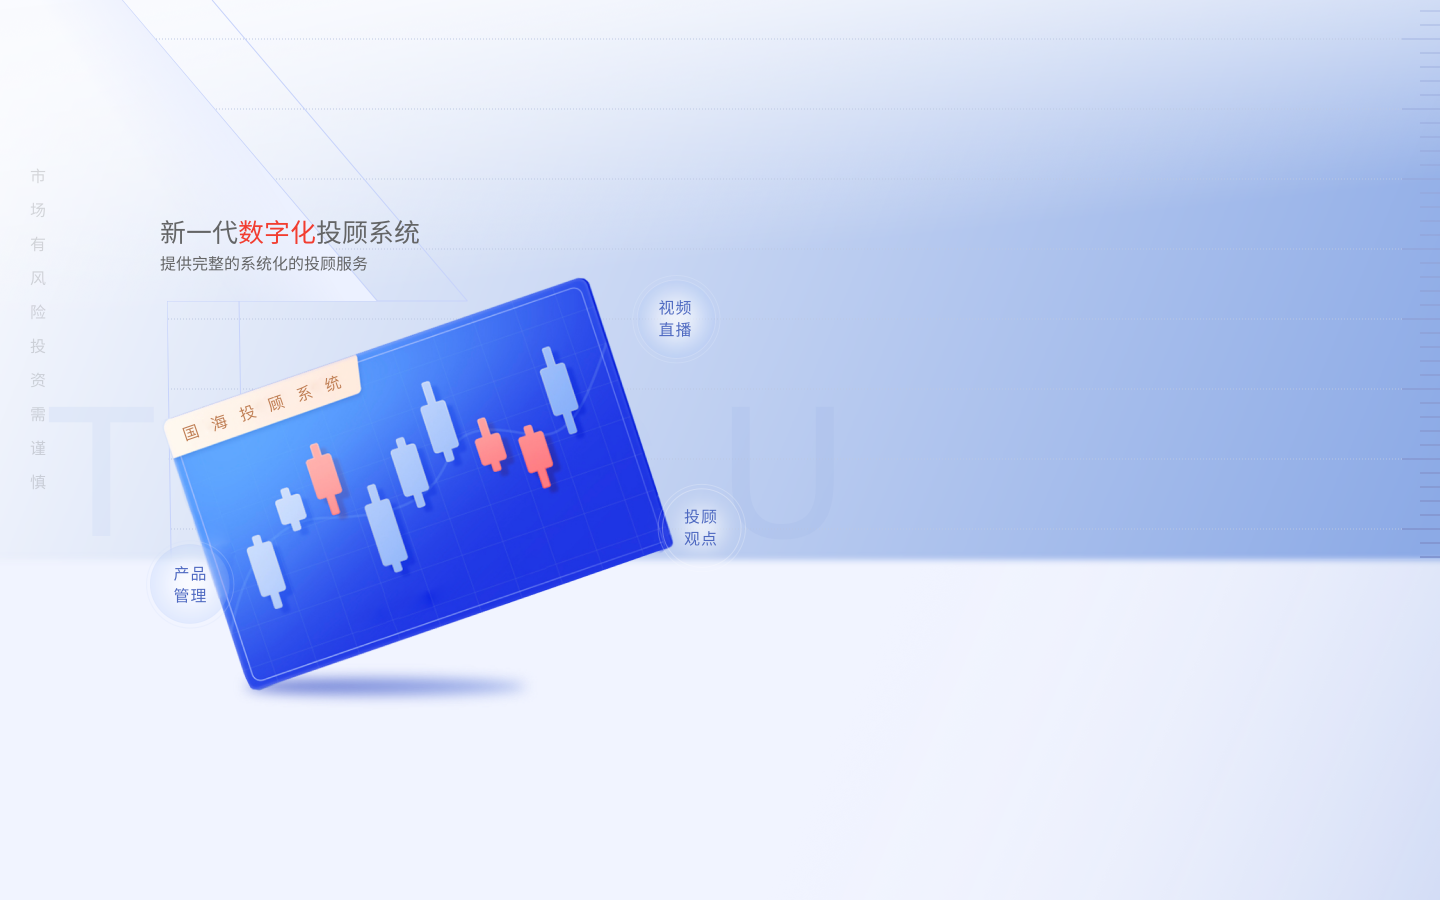 市场有风险投资需谨慎
新一代数字化投顾系统
提供完整的系统化的投顾服务
视频
直播
国海投顾系统
T U
投顾
观点
产品
管理